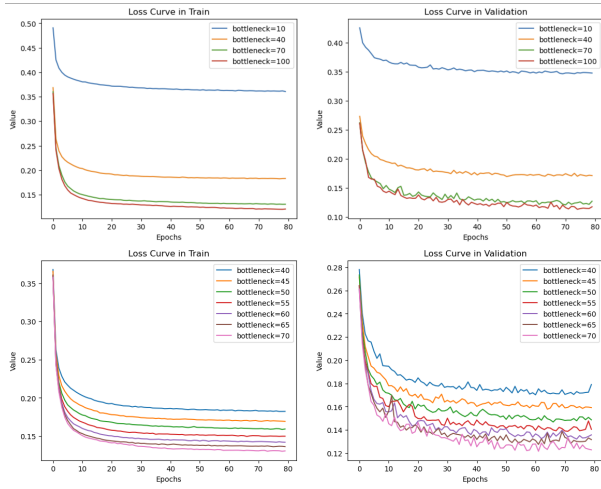 Loss Curve in Train
0.50
0.45
0.40
0.35
0.30
0.25
0.20
0.15
Value
0 10 20 30 40 50 60 70 80
Epochs
bottleneck=10
bottleneck=40
bottleneck=70
bottleneck=100
Loss Curve in Validation
0.40
0.35
0.30
0.25
0.20
0.15
0.10
Value
0 10 20 30 40 50 60 70 80
Epochs
bottleneck=10
bottleneck=40
bottleneck=70
bottleneck=100
Loss Curve in Train
0.35
0.30
0.25
0.20
0.15
Value
0 10 20 30 40 50 60 70 80
Epochs
bottleneck=40
bottleneck=45
bottleneck=50
bottleneck=55
bottleneck=60
bottleneck=65
bottleneck=70
Loss Curve in Validation
0.28
0.26
0.24
0.22
0.20
0.18
0.16
0.14
0.12
Value
0 10 20 30 40 50 60 70 80
Epochs
bottleneck=40
bottleneck=45
bottleneck=50
bottleneck=55
bottleneck=60
bottleneck=65
bottleneck=70